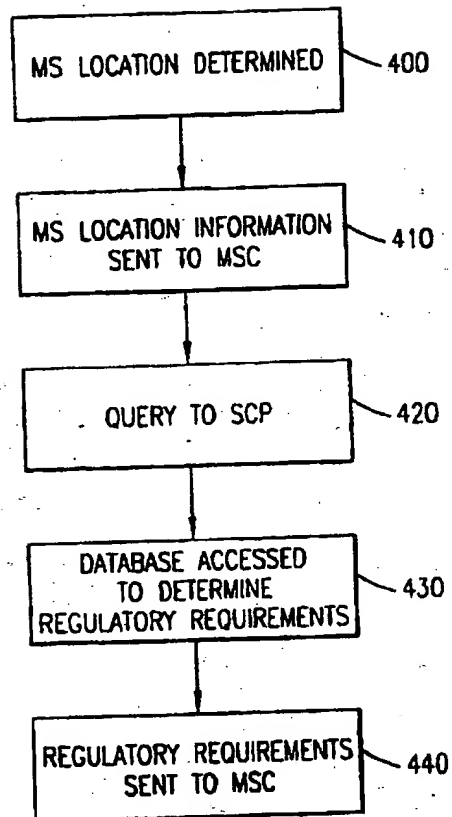 MS LOCATION DETERMINED
400
MS LOCATION INFORMATION
SENT TO MSC
410
QUERY TO SCP
420
DATABASE ACCESSED
TO DETERMINE
REGULATORY REQUIREMENTS
430
REGULATORY REQUIREMENTS
SENT TO MSC
440